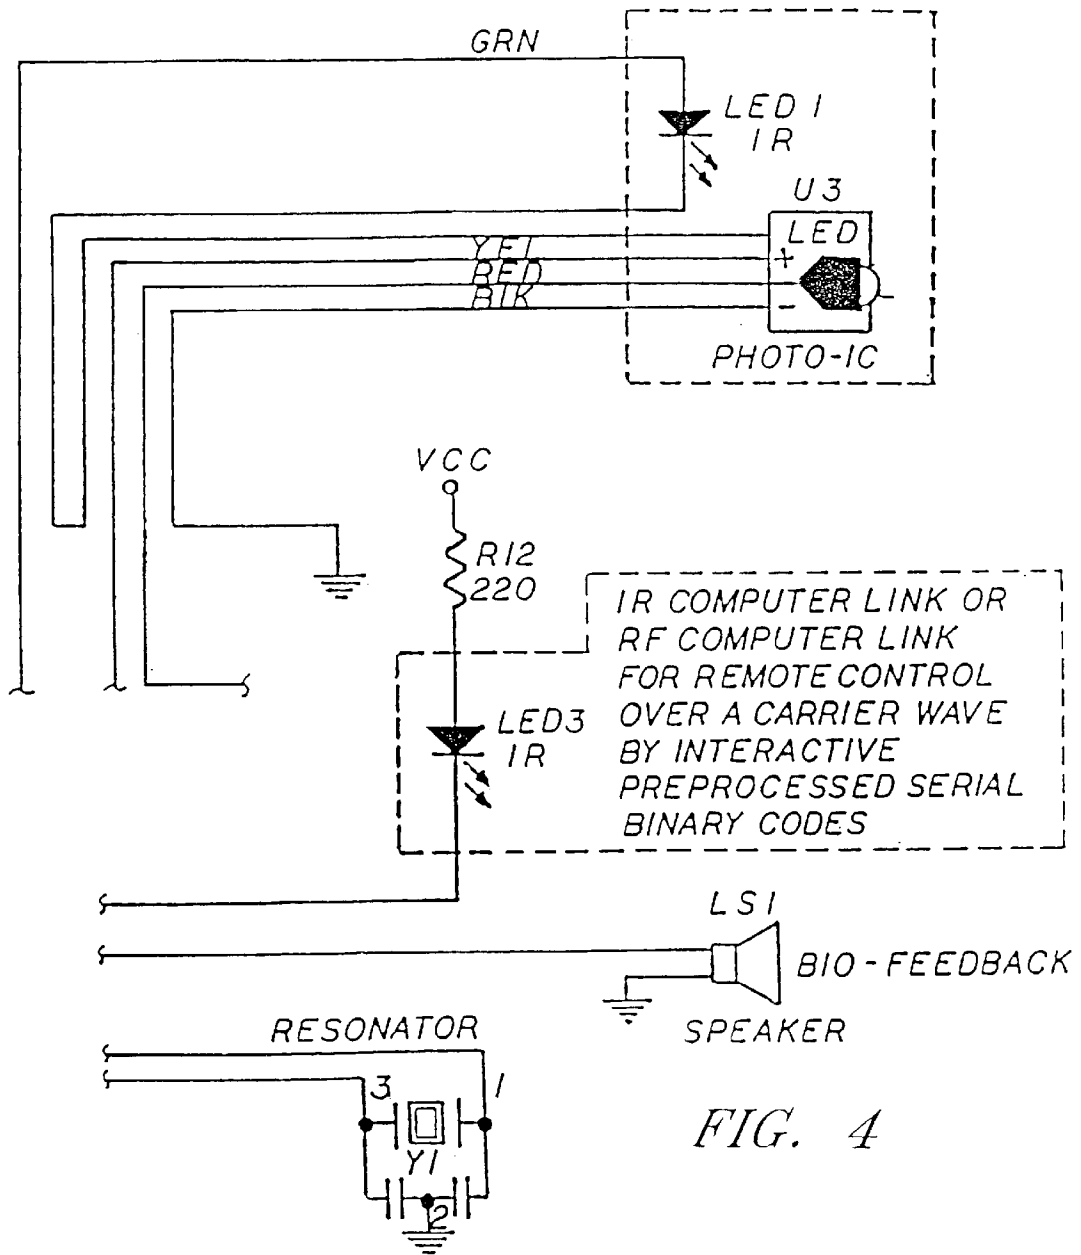 GRN
LED 1
IR
U3
LED
YEL
RED
BLK
+
-
PHOTO-IC
VCC
R12
220
IR COMPUTER LINK OR
RF COMPUTER LINK
FOR REMOTE CONTROL
OVER A CARRIER WAVE
BY INTERACTIVE
PREPROCESSED SERIAL
BINARY CODES
LED3
IR
LS1
BIO-FEEDBACK
SPEAKER
RESONATOR
3
1
Y1
2
FIG. 4